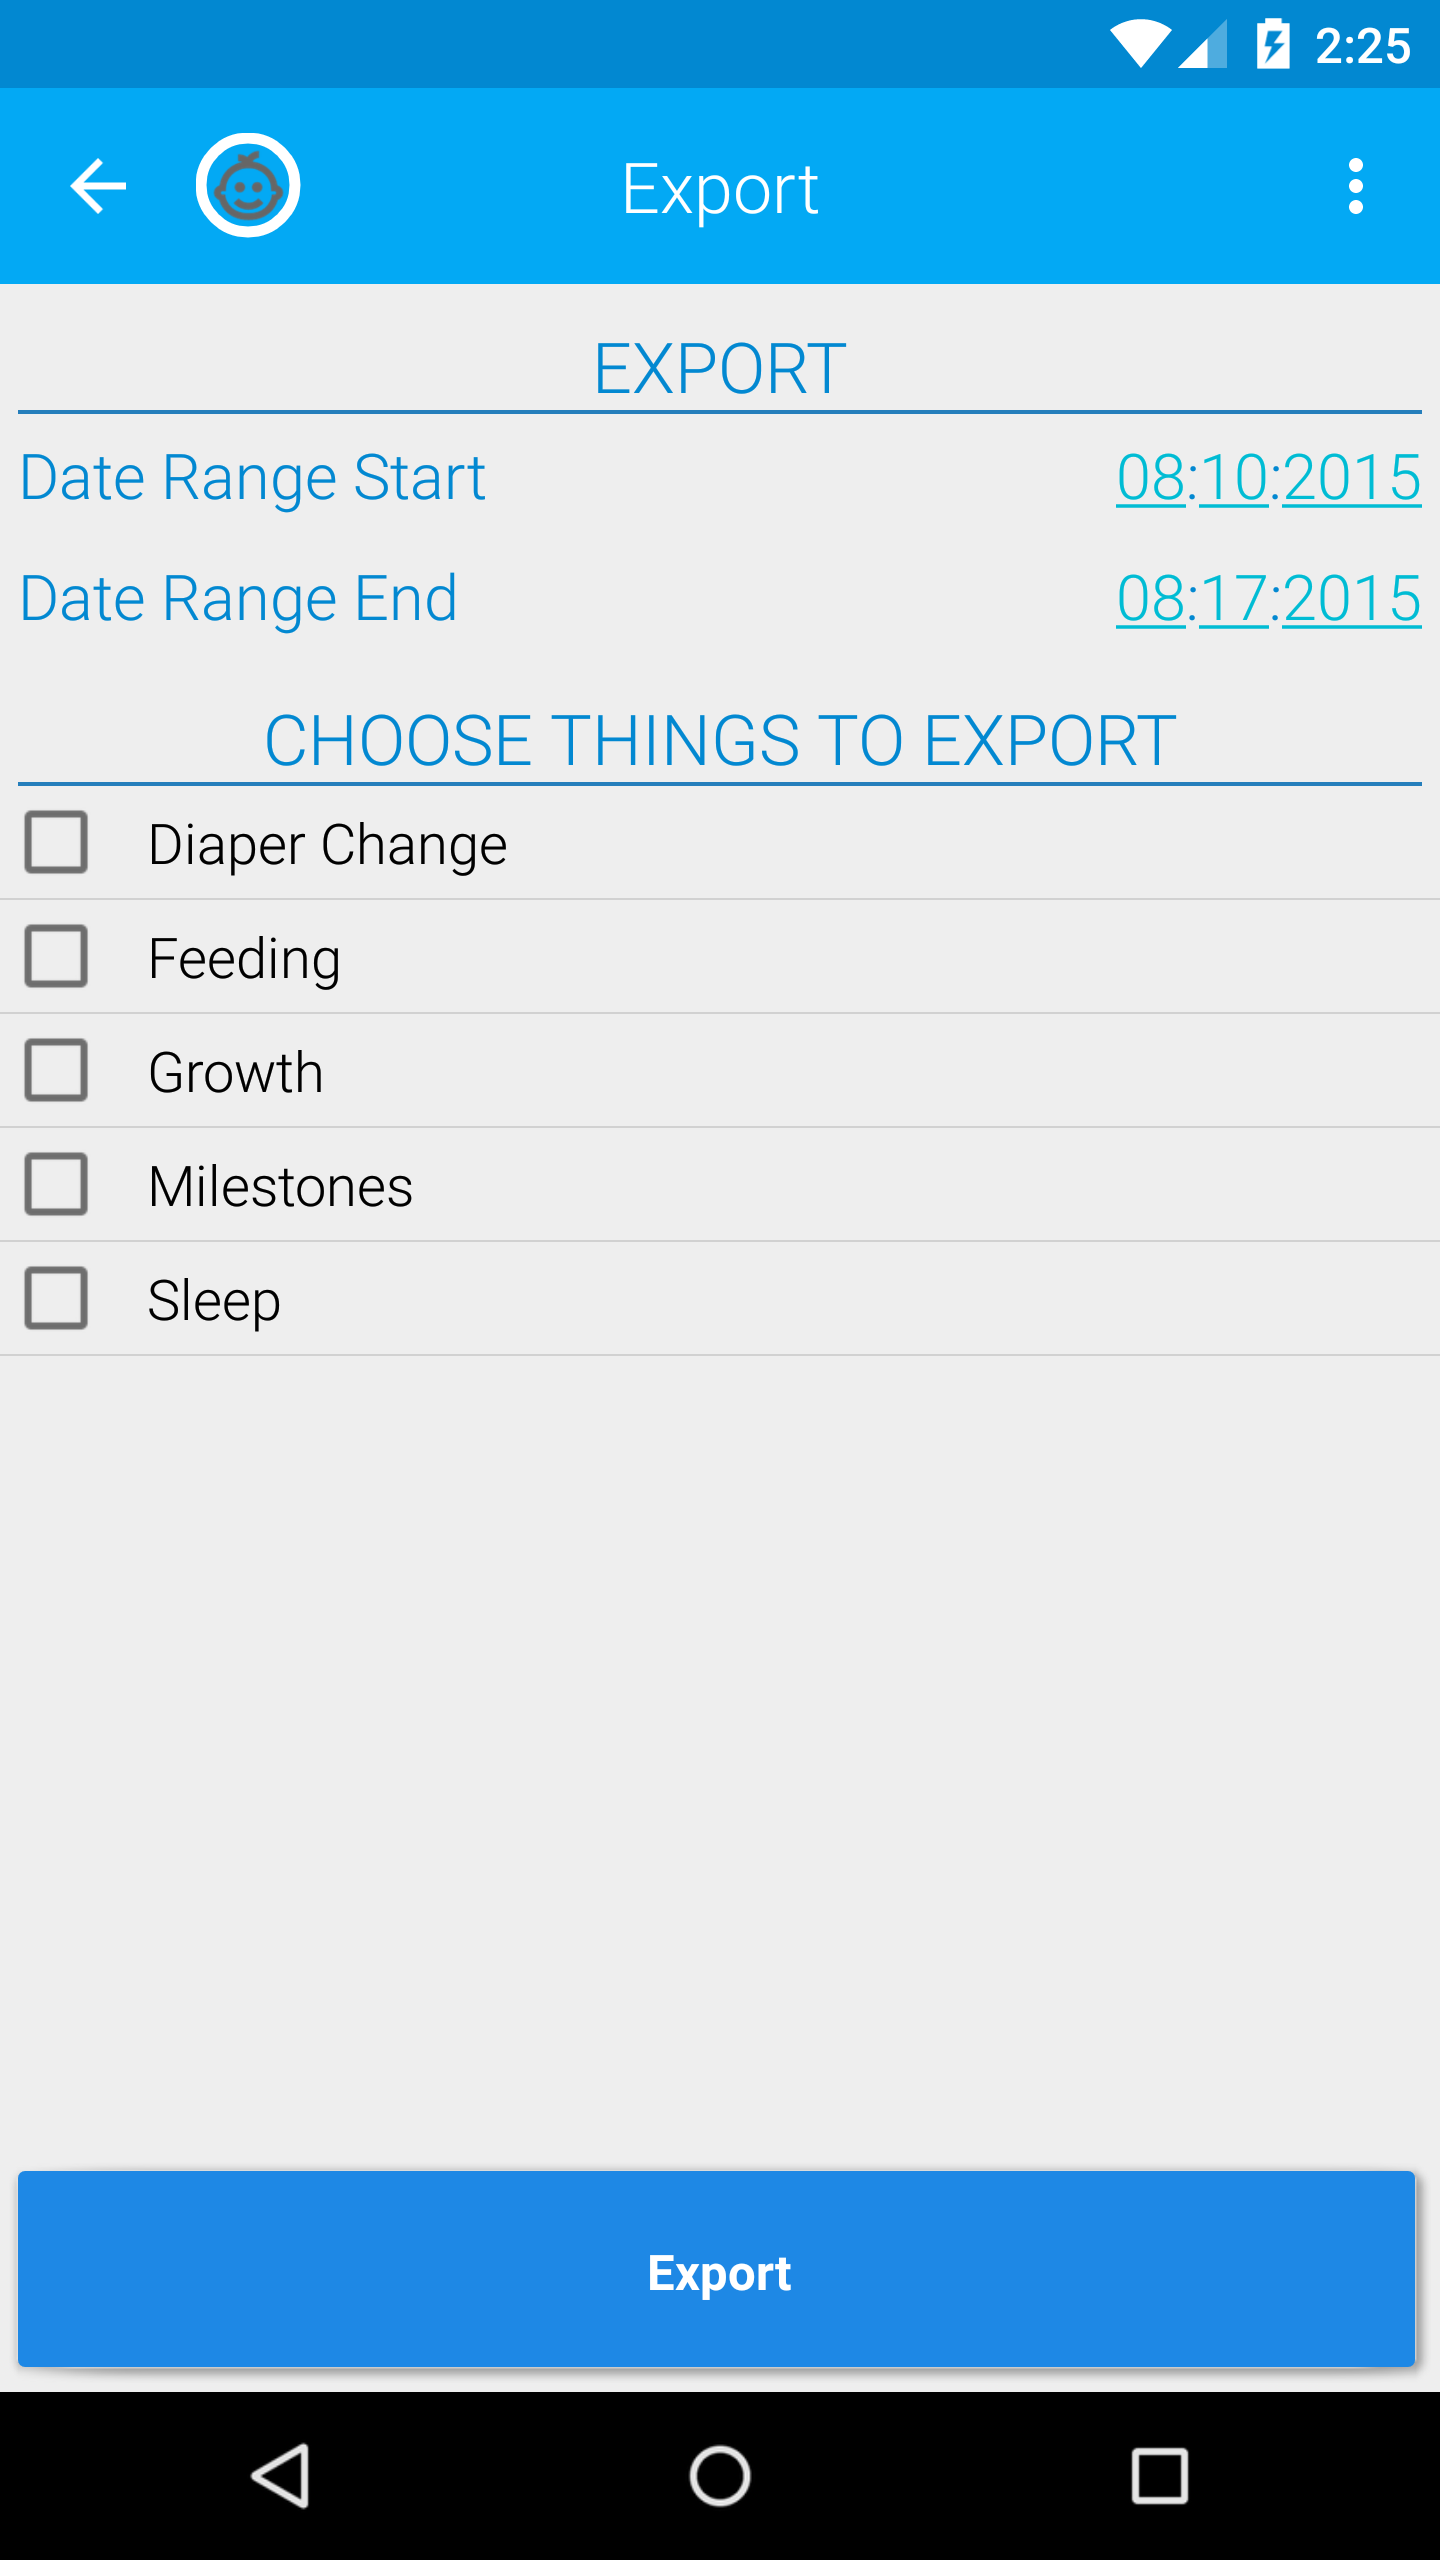 2:25
Export
EXPORT
Date Range Start 08:10:2015
Date Range End 08:17:2015
CHOOSE THINGS TO EXPORT
Diaper Change
Feeding
Growth
Milestones
Sleep
Export